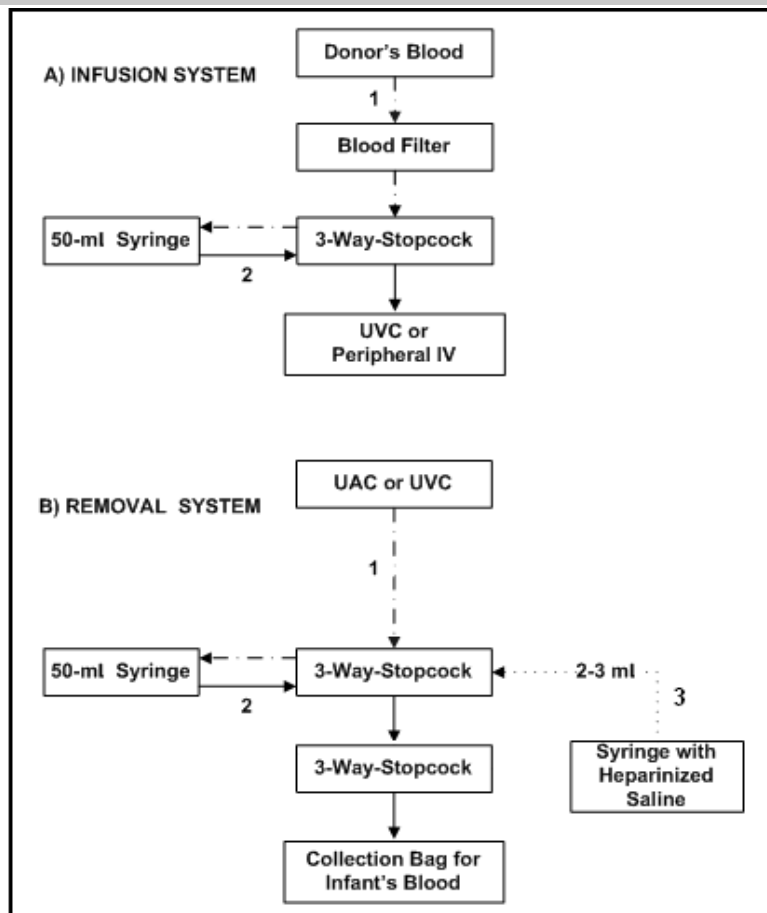 A) INFUSION SYSTEM
Donor's Blood
1
Blood Filter
50-ml Syringe
3-Way-Stopcock
2
UVC or
Peripheral IV
B) REMOVAL SYSTEM
UAC or UVC
1
50-ml Syringe
3-Way-Stopcock
2-3 ml
2
3
3-Way-Stopcock
Syringe with
Heparinized
Saline
Collection Bag for
Infant's Blood